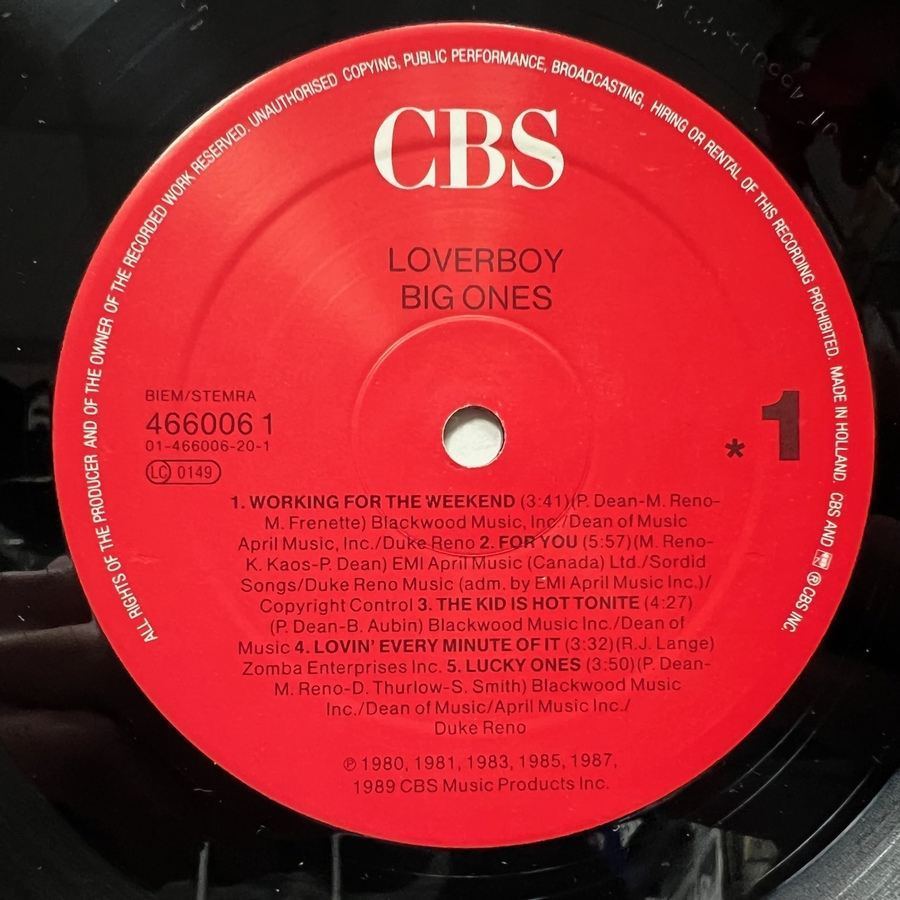 ALL RIGHTS OF THE PRODUCER AND OF THE OWNER OF THE RECORDED WORK RESERVED. UNAUTHORISED COPYING, PUBLIC PERFORMANCE, BROADCASTING, HIRING OR RENTAL OF THIS RECORDING PROHIBITED. MADE IN HOLLAND. CBS AND ℗ CBS INC.
CBS
LOVERBOY
BIG ONES
BIEM/STEMRA
466006 1
01-466006-20-1
LC 0149
* 1
1. WORKING FOR THE WEEKEND (3:41)(P. Dean-M. Reno-
M. Frenette) Blackwood Music, Inc./Dean of Music
April Music, Inc./Duke Reno 2. FOR YOU (5:57)(M. Reno-
K. Kaos-P. Dean) EMI April Music (Canada) Ltd./Sordid
Songs/Duke Reno Music (adm. by EMI April Music Inc.)/
Copyright Control 3. THE KID IS HOT TONITE (4:27)
(P. Dean-B. Aubin) Blackwood Music Inc./Dean of
Music 4. LOVIN' EVERY MINUTE OF IT (3:32)(R.J. Lange)
Zomba Enterprises Inc. 5. LUCKY ONES (3:50)(P. Dean-
M. Reno-D. Thurlow-S. Smith) Blackwood Music
Inc./Dean of Music/April Music Inc./
Duke Reno
℗ 1980, 1981, 1983, 1985, 1987,
1989 CBS Music Products Inc.